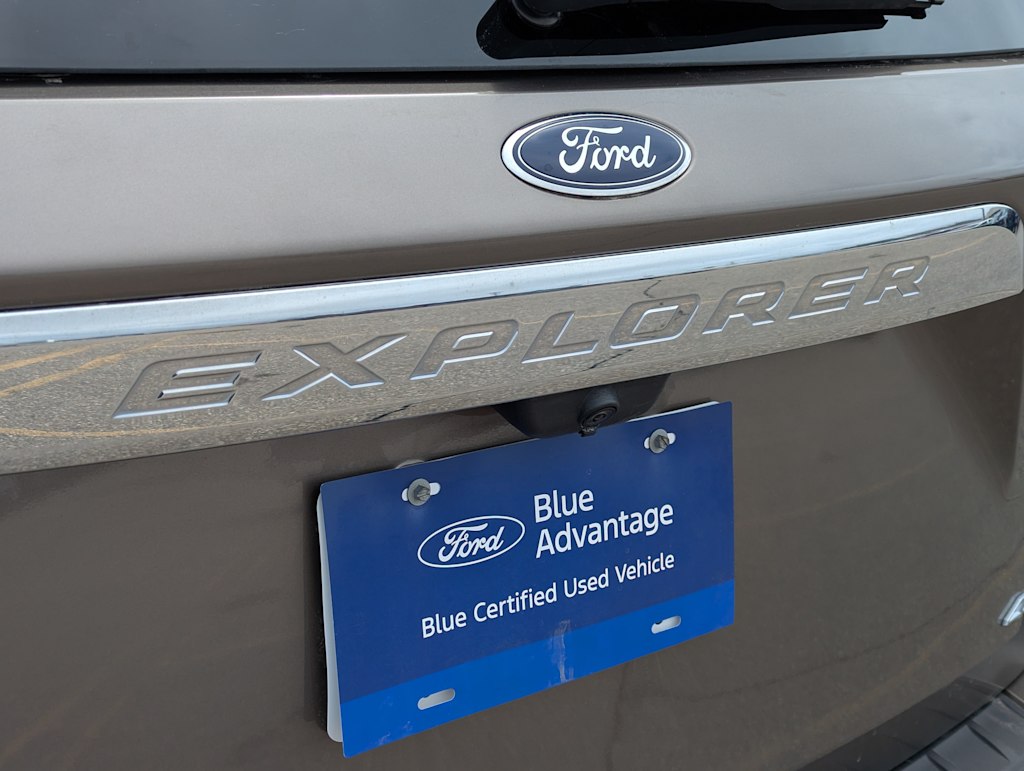 Ford
EXPLORER
Ford
Blue
Advantage
Blue Certified Used Vehicle